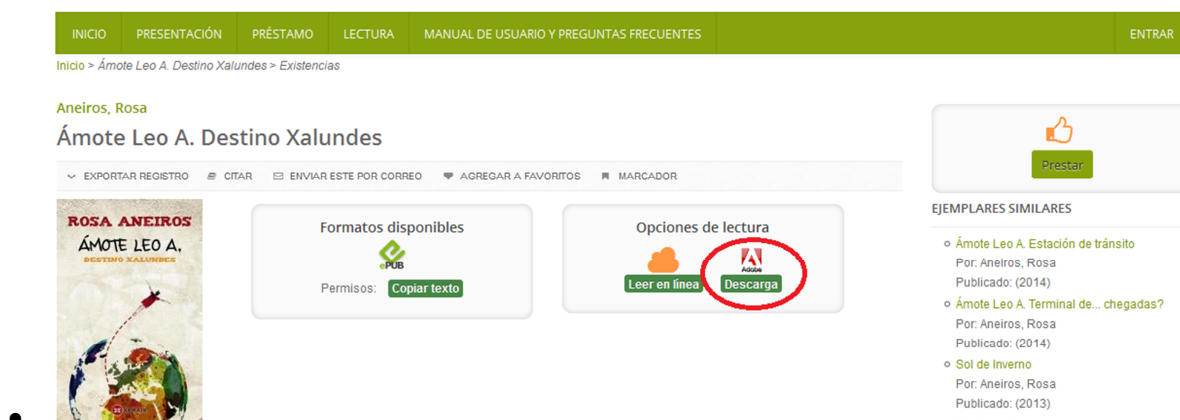 INICIO PRESENTACIÓN PRÉSTAMO LECTURA MANUAL DE USUARIO Y PREGUNTAS FRECUENTES ENTRAR
Inicio > Ámote Leo A. Destino Xalundes > Existencias
Aneiros, Rosa
Ámote Leo A. Destino Xalundes
EXPORTAR REGISTRO CITAR ENVIAR ESTE POR CORREO AGREGAR A FAVORITOS MARCADOR
ROSA ANEIROS
ÁMOTE LEO A.
DESTINO XALUNDES
Formatos disponibles
ePUB
Permisos: Copiar texto
Opciones de lectura
Adobe
Leer en línea Descarga
Prestar
EJEMPLARES SIMILARES
Ámote Leo A. Estación de tránsito
Por: Aneiros, Rosa
Publicado: (2014)
Ámote Leo A. Terminal de... chegadas?
Por: Aneiros, Rosa
Publicado: (2014)
Sol de Inverno
Por: Aneiros, Rosa
Publicado: (2013)